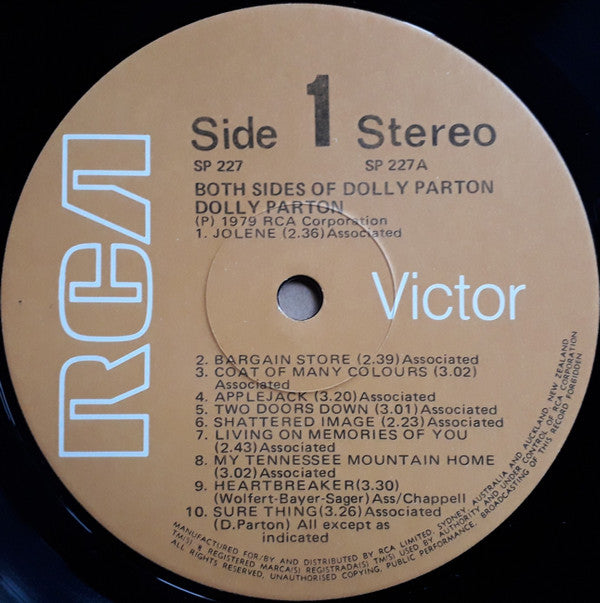 RCA
Side 1 Stereo
SP 227 SP 227A
BOTH SIDES OF DOLLY PARTON
DOLLY PARTON
(P) 1979 RCA Corporation
1. JOLENE (2.36) Associated
Victor
2. BARGAIN STORE (2.39) Associated
3. COAT OF MANY COLOURS (3.02)
Associated
4. APPLEJACK (3.20) Associated
5. TWO DOORS DOWN (3.01) Associated
6. SHATTERED IMAGE (2.23) Associated
7. LIVING ON MEMORIES OF YOU
(2.43) Associated
8. MY TENNESSEE MOUNTAIN HOME
(3.02) Associated
9. HEARTBREAKER (3.30)
(Wolfert-Bayer-Sager) Ass/Chappell
10. SURE THING (3.26) Associated
(D.Parton) All except as
indicated
MANUFACTURED FOR/BY AND DISTRIBUTED BY RCA LIMITED, SYDNEY AUSTRALIA AND AUCKLAND, NEW ZEALAND
TM(S) & REGISTERED MARCA(S) REGISTRADA(S) TM(S) USED BY AUTHORITY AND UNDER CONTROL OF RCA CORPORATION
ALL RIGHTS RESERVED, UNAUTHORISED COPYING, PUBLIC PERFORMANCE, BROADCASTING OF THIS RECORD FORBIDDEN